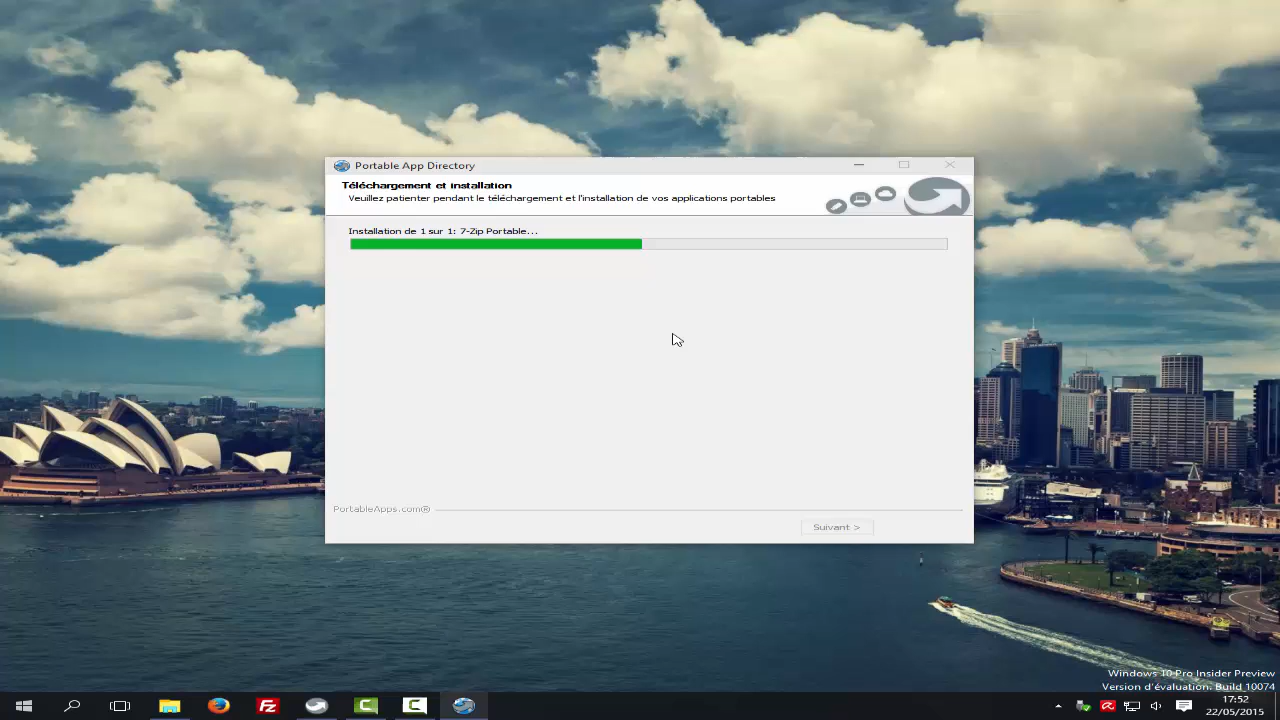 Portable App Directory
Téléchargement et installation
Veuillez patienter pendant le téléchargement et l'installation de vos applications portables
Installation de 1 sur 1: 7-Zip Portable...
PortableApps.com®
Suivant >
Windows 10 Pro Insider Preview
Version d'évaluation. Build 10074
Fz
C
C
17:52
22/05/2015